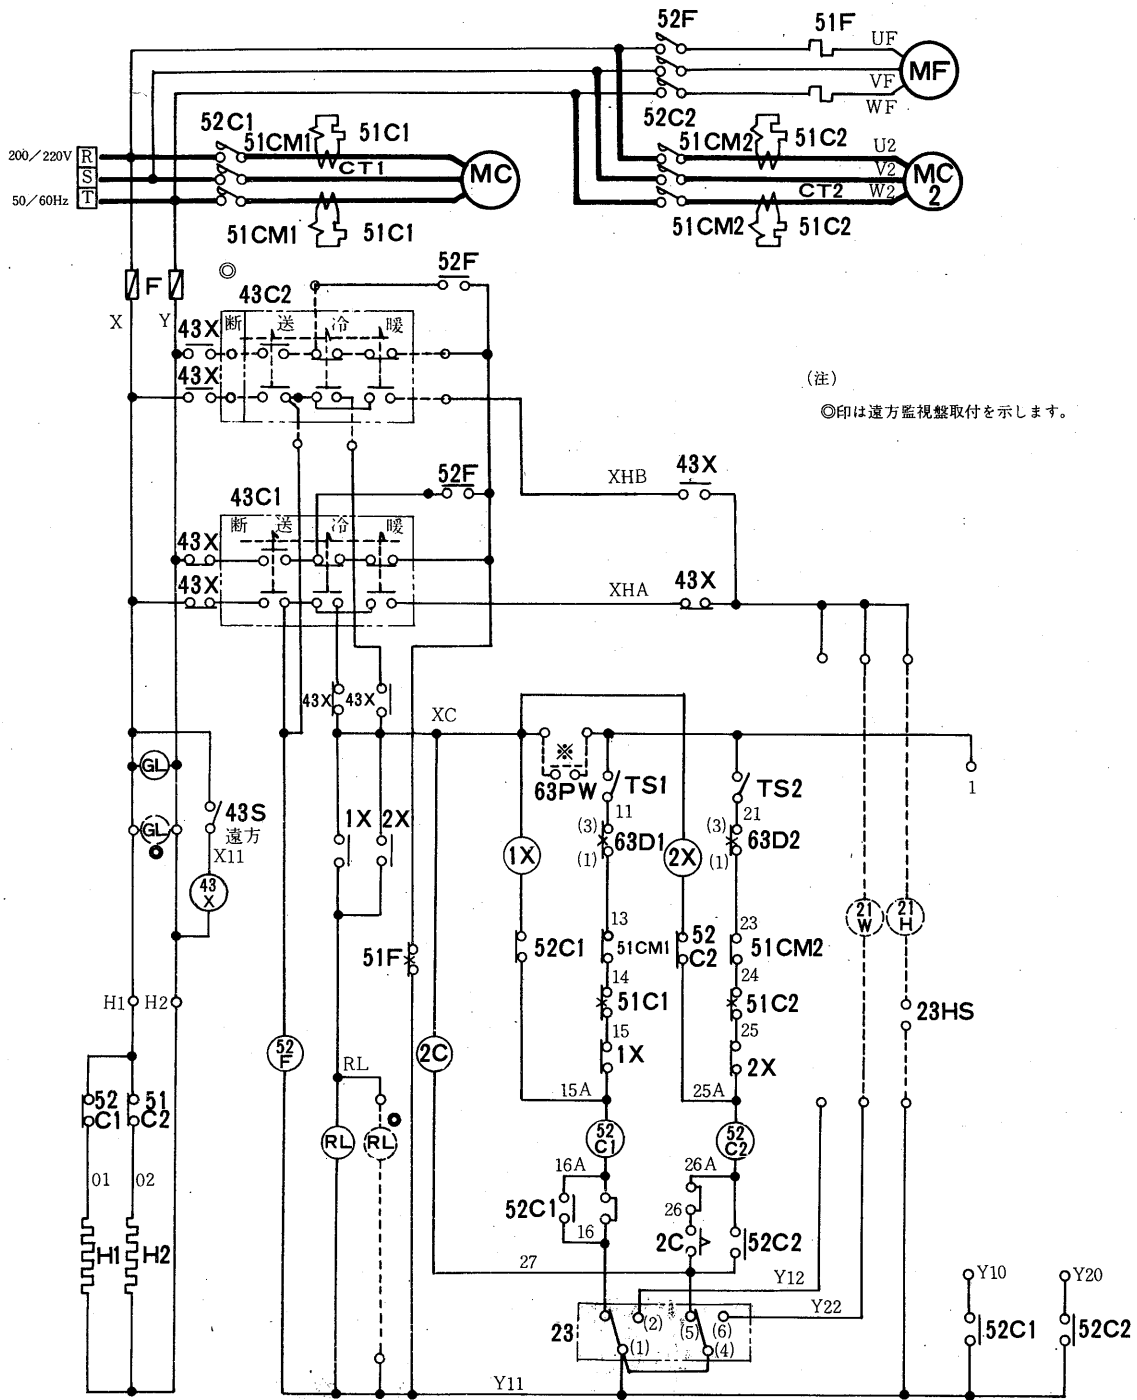 52F
51F
UF
MF
VF
WF
52C1
51CM1
51C1
52C2
51CM2
51C2
U2
200/220V
R
S
T
50/60Hz
CT1
MC
V2
CT2
W2
MC
2
51CM1
51C1
51CM2
51C2
F
◎
52F
X
Y
43C2
43X
断
送
冷
暖
43X
(注)
◎印は遠方監視盤取付を示します。
43X
XHB
52F
43C1
断
送
冷
暖
43X
43X
XHA
43X
43X
43X
XC
※
63PW
TS1
TS2
1
GL
GL
43S
遠方
X11
43
X
1X
2X
11
(3)
63D1
(1)
21
(3)
63D2
(1)
1X
2X
21
W
21
H
51F
52C1
13
51CM1
14
51C1
15
1X
52
C2
23
51CM2
24
51C2
25
2X
23HS
H1
H2
52
F
2C
RL
15A
25A
52
C1
51
C2
RL
RL
52
C1
52
C2
01
02
16A
26A
52C1
16
26
2C
52C2
H1
H2
27
Y12
Y22
Y10
Y20
23
(2)
(1)
(5)
(6)
(4)
52C1
52C2
Y11